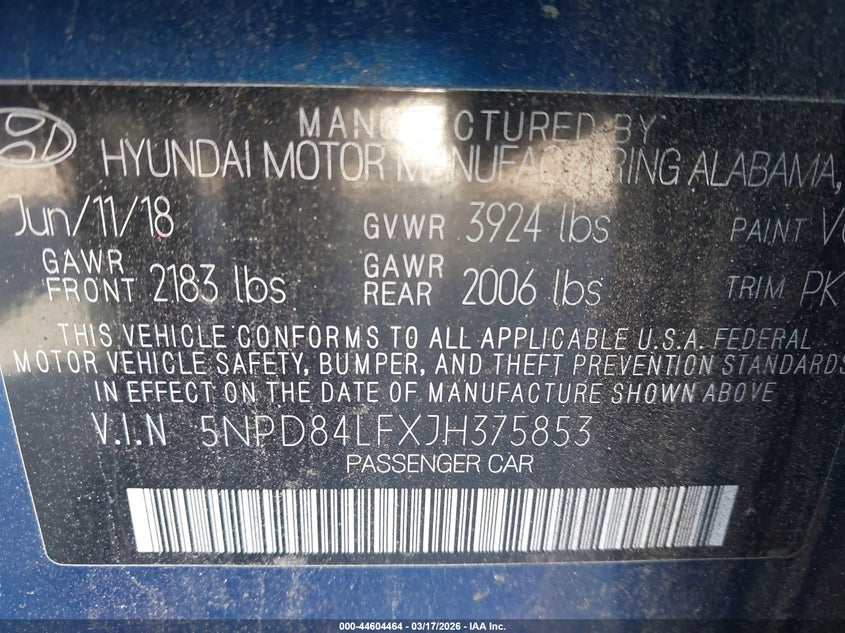 MANUFACTURED BY
HYUNDAI MOTOR MANUFACTURING ALABAMA,
Jun/11/18 GVWR 3924 lbs PAINT
GAWR FRONT 2183 lbs GAWR REAR 2006 lbs TRIM PK
THIS VEHICLE CONFORMS TO ALL APPLICABLE U.S.A. FEDERAL
MOTOR VEHICLE SAFETY, BUMPER, AND THEFT PREVENTION STANDARDS
IN EFFECT ON THE DATE OF MANUFACTURE SHOWN ABOVE
V.I.N 5NPD84LFXJH375853
PASSENGER CAR
000-44604464 — 03/17/2026 — IAA Inc.